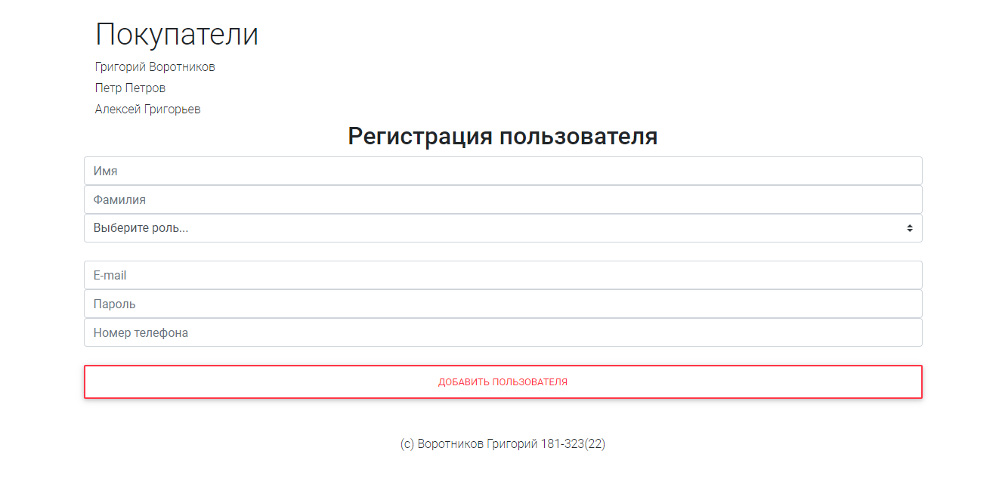 Покупатели
Григорий Воротников
Петр Петров
Алексей Григорьев
Регистрация пользователя
Имя
Фамилия
Выберите роль...
E-mail
Пароль
Номер телефона
ДОБАВИТЬ ПОЛЬЗОВАТЕЛЯ
(с) Воротников Григорий 181-323(22)